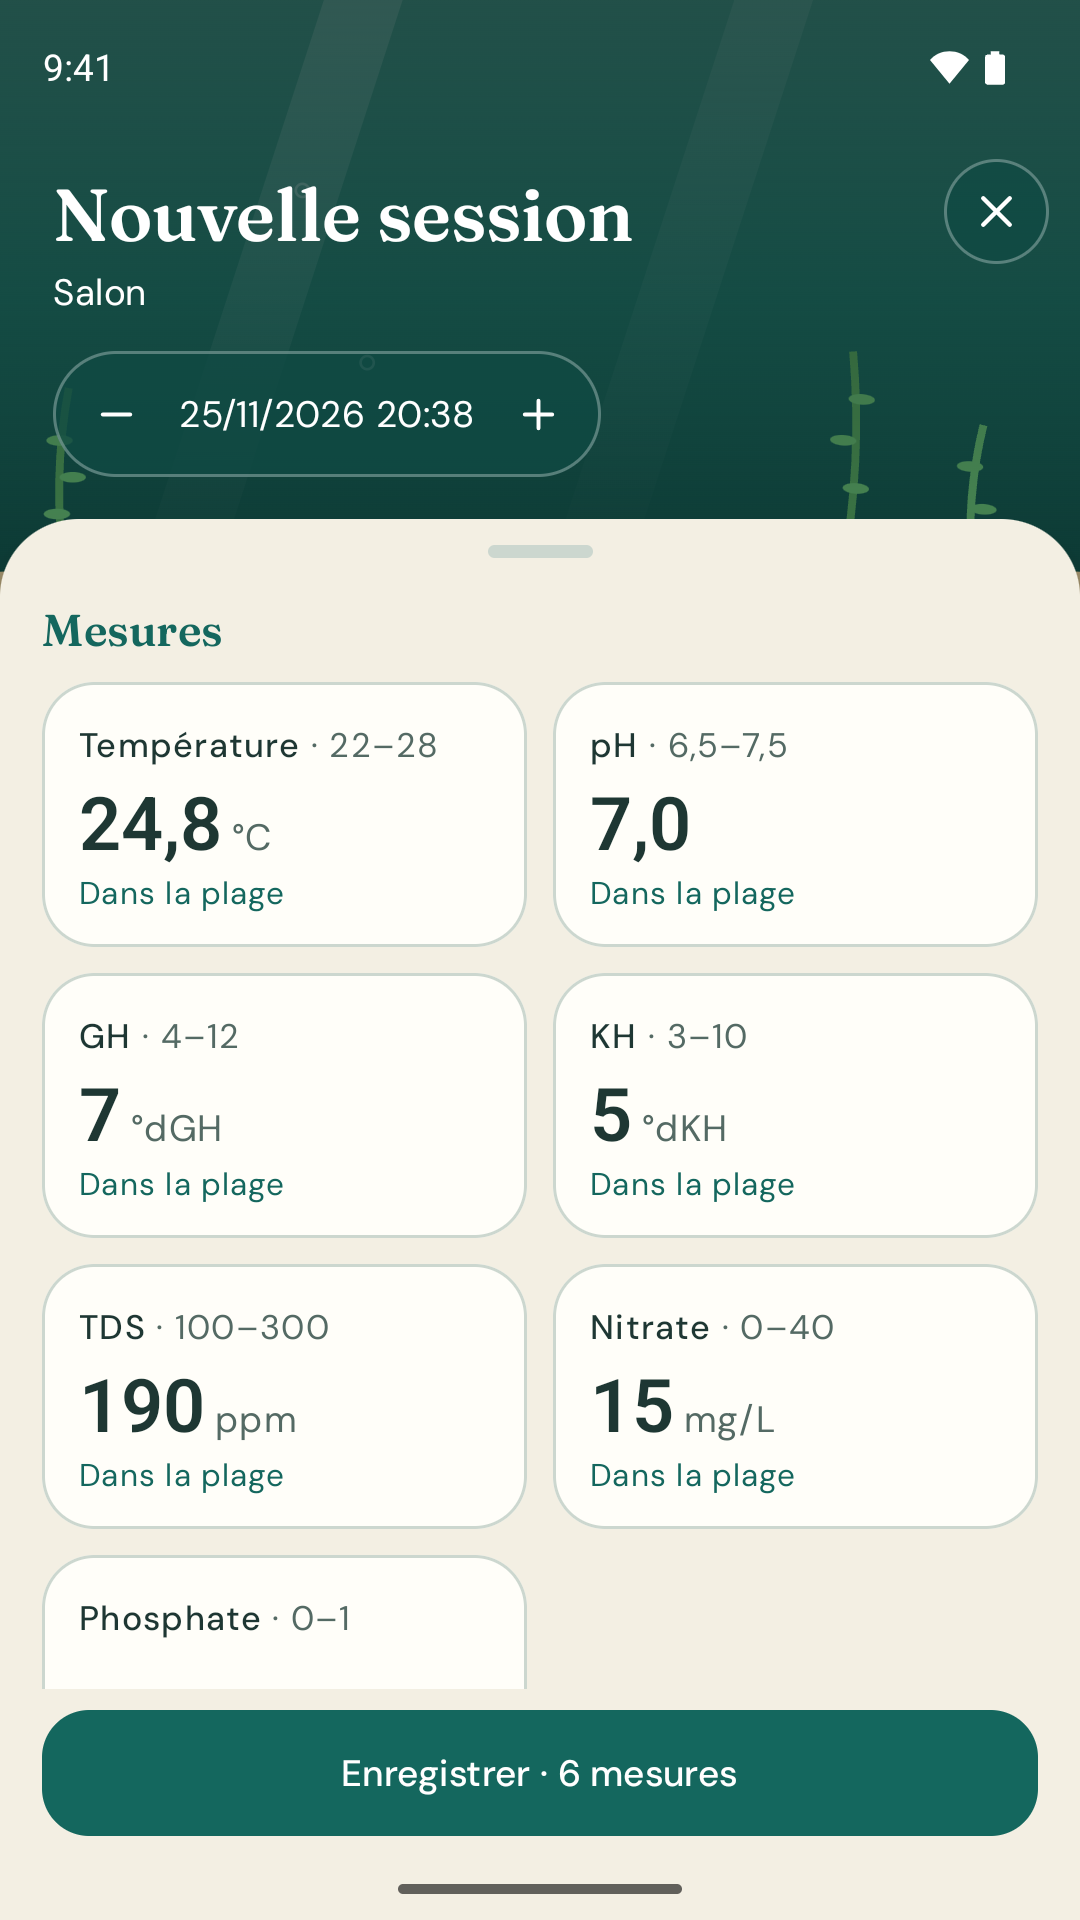 9:41
Nouvelle session
Salon
25/11/2026 20:38
Mesures
Température · 22–28
24,8 °C
Dans la plage
pH · 6,5–7,5
7,0
Dans la plage
GH · 4–12
7 °dGH
Dans la plage
KH · 3–10
5 °dKH
Dans la plage
TDS · 100–300
190 ppm
Dans la plage
Nitrate · 0–40
15 mg/L
Dans la plage
Phosphate · 0–1
Enregistrer · 6 mesures